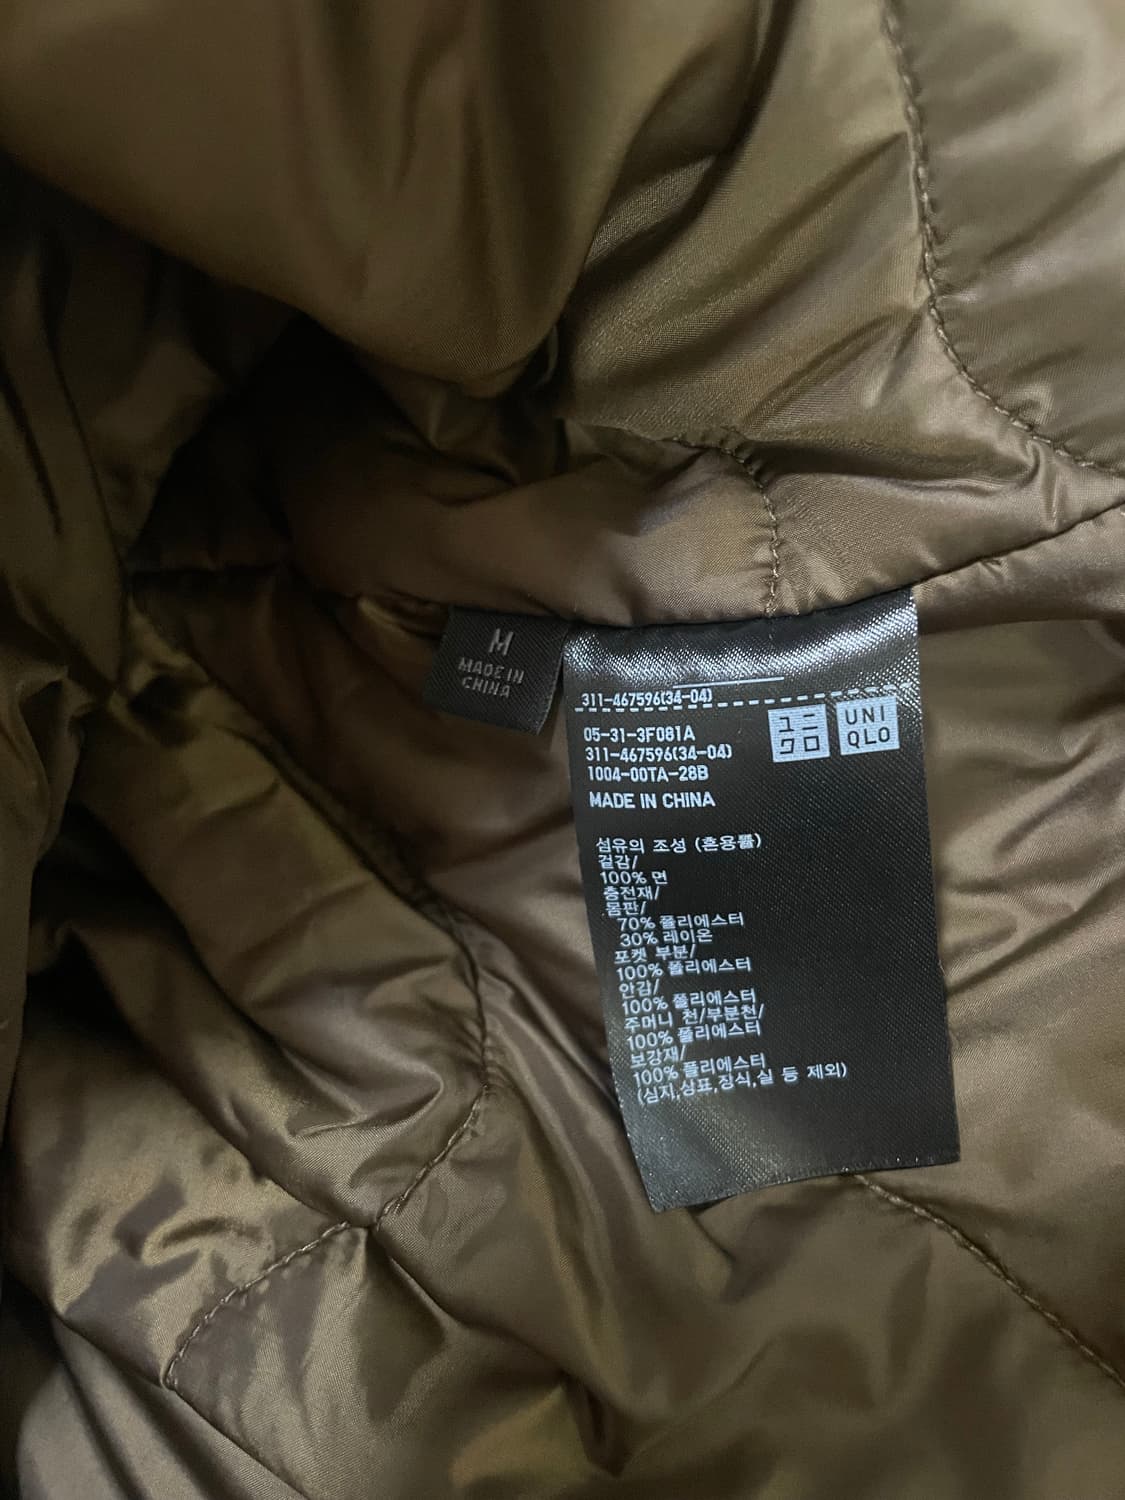 M
MADE IN
CHINA
311-467596(34-04)
ユニ
クロ
UNI
QLO
05-31-3F081A
311-467596(34-04)
1004-00TA-28B
MADE IN CHINA
섬유의 조성 (혼용률)
겉감/
100% 면
충전재/
몸판/
70% 폴리에스터
30% 레이온
포켓 부분/
100% 폴리에스터
안감/
100% 폴리에스터
주머니 천/부분천/
100% 폴리에스터
보강재/
100% 폴리에스터
(심지,상표,장식,실 등 제외)